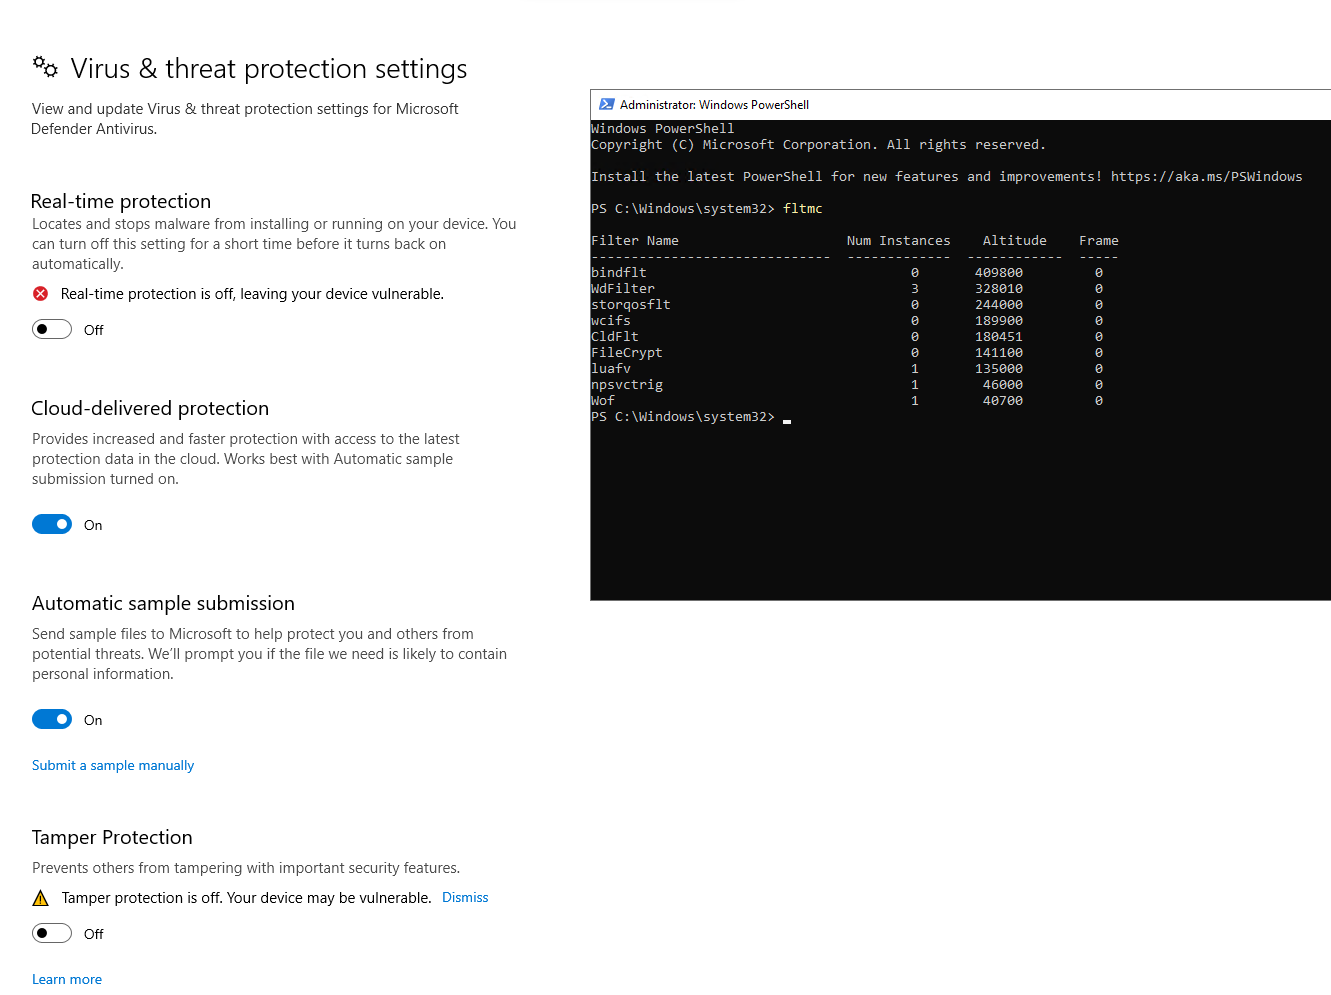 Virus & threat protection settings
View and update Virus & threat protection settings for Microsoft
Defender Antivirus.
Real-time protection
Locates and stops malware from installing or running on your device. You
can turn off this setting for a short time before it turns back on
automatically.
Real-time protection is off, leaving your device vulnerable.
Off
Cloud-delivered protection
Provides increased and faster protection with access to the latest
protection data in the cloud. Works best with Automatic sample
submission turned on.
On
Automatic sample submission
Send sample files to Microsoft to help protect you and others from
potential threats. We'll prompt you if the file we need is likely to contain
personal information.
On
Submit a sample manually
Tamper Protection
Prevents others from tampering with important security features.
Tamper protection is off. Your device may be vulnerable. Dismiss
Off
Learn more
Administrator: Windows PowerShell
Windows PowerShell
Copyright (C) Microsoft Corporation. All rights reserved.
Install the latest PowerShell for new features and improvements! https://aka.ms/PSWindows
PS C:\Windows\system32> fltmc
Filter Name                     Num Instances    Altitude    Frame
------------------------------  -------------  ------------  -----
bindflt                                 0       409800         0
WdFilter                                3       328010         0
storqosflt                              0       244000         0
wcifs                                   0       189900         0
CldFlt                                  0       180451         0
FileCrypt                               0       141100         0
luafv                                   1       135000         0
npsvctrig                               1        46000         0
Wof                                     1        40700         0
PS C:\Windows\system32>